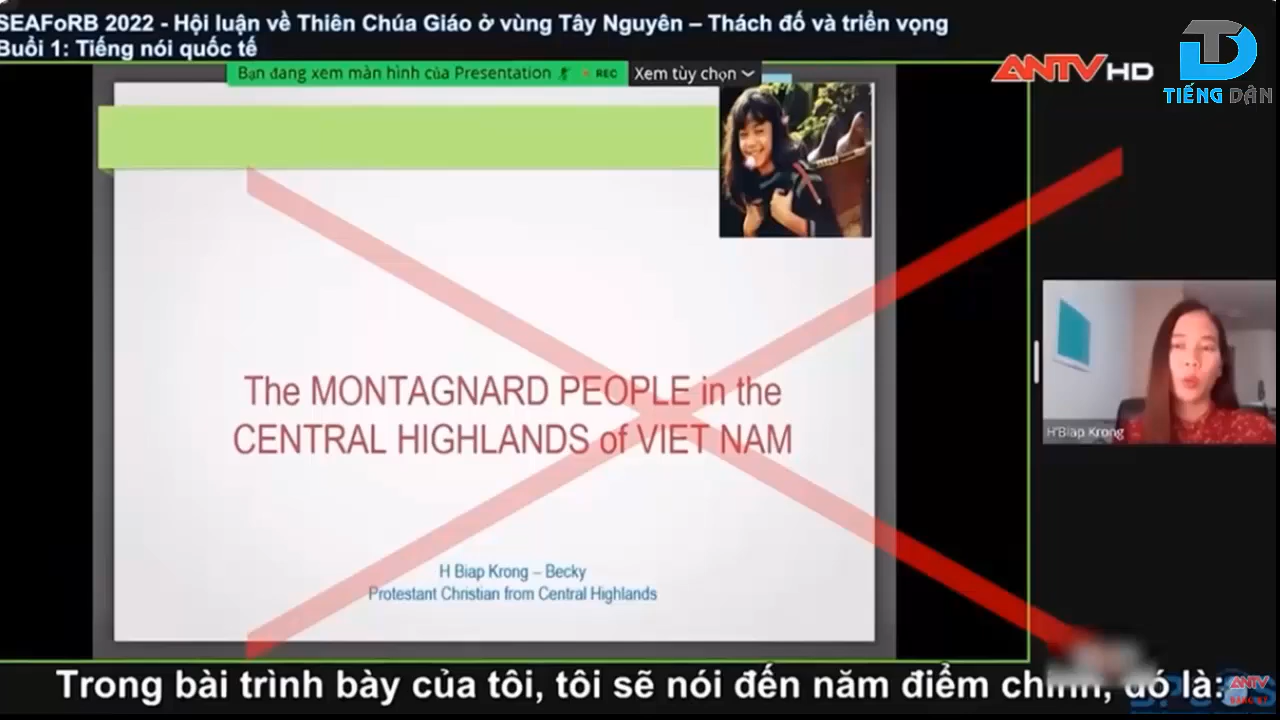 SEAFoRB 2022 - Hội luận về Thiên Chúa Giáo ở vùng Tây Nguyên – Thách đố và triển vọng
Buổi 1: Tiếng nói quốc tế
Bạn đang xem màn hình của Presentation
REC
Xem tùy chọn
ANTV HD
TD
TIẾNG DÂN
The MONTAGNARD PEOPLE in the
CENTRAL HIGHLANDS of VIET NAM
H'Biap Krong
H Biap Krong – Becky
Protestant Christian from Central Highlands
Trong bài trình bày của tôi, tôi sẽ nói đến năm điểm chính, đó là:
ANTV